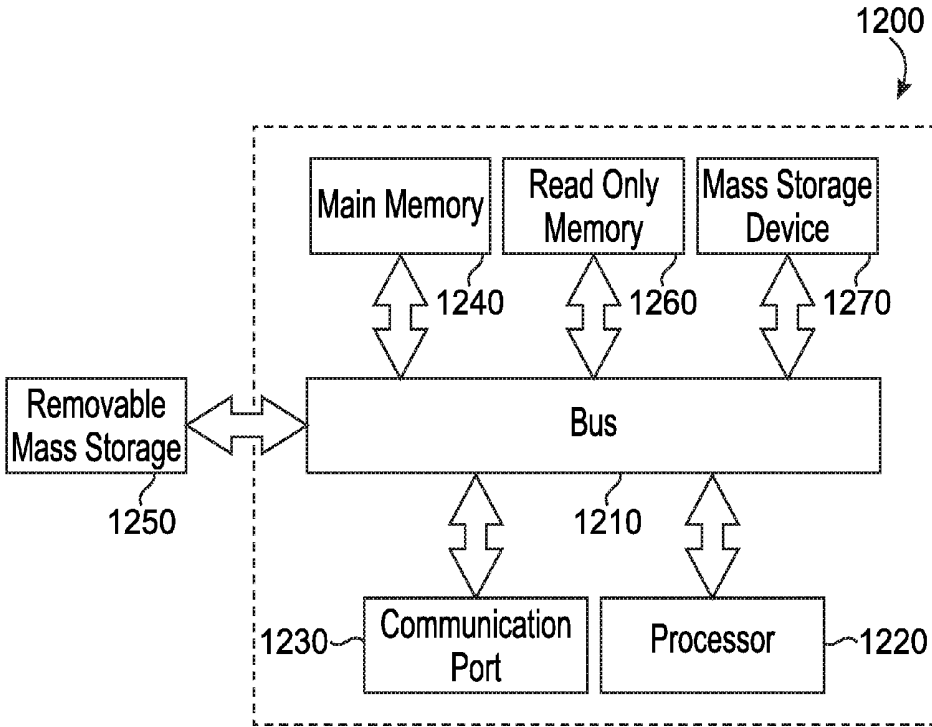 1200
Main Memory
1240
Read Only
Memory
1260
Mass Storage
Device
1270
Removable
Mass Storage
1250
Bus
1210
1230
Communication
Port
Processor
1220